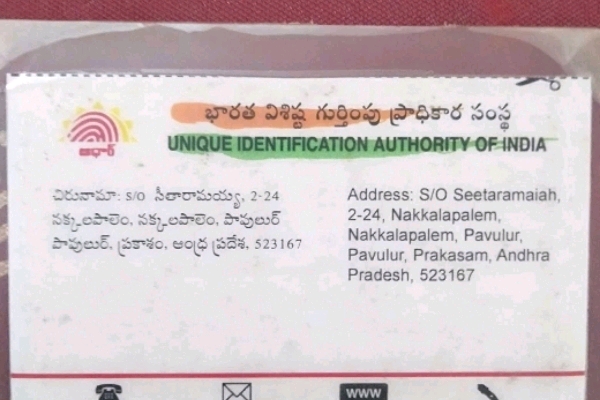 భారత విశిష్ట గుర్తింపు ప్రాధికార సంస్థ
UNIQUE IDENTIFICATION AUTHORITY OF INDIA
ఆధార్
చిరునామా: S/O సీతారామయ్య, 2-24
నక్కలపాలెం, నక్కలపాలెం, పావులుర్
పావులుర్, ప్రకాశం, ఆంధ్ర ప్రదేశ, 523167
Address: S/O Seetaramaiah,
2-24, Nakkalapalem,
Nakkalapalem, Pavulur,
Pavulur, Prakasam, Andhra
Pradesh, 523167
WWW